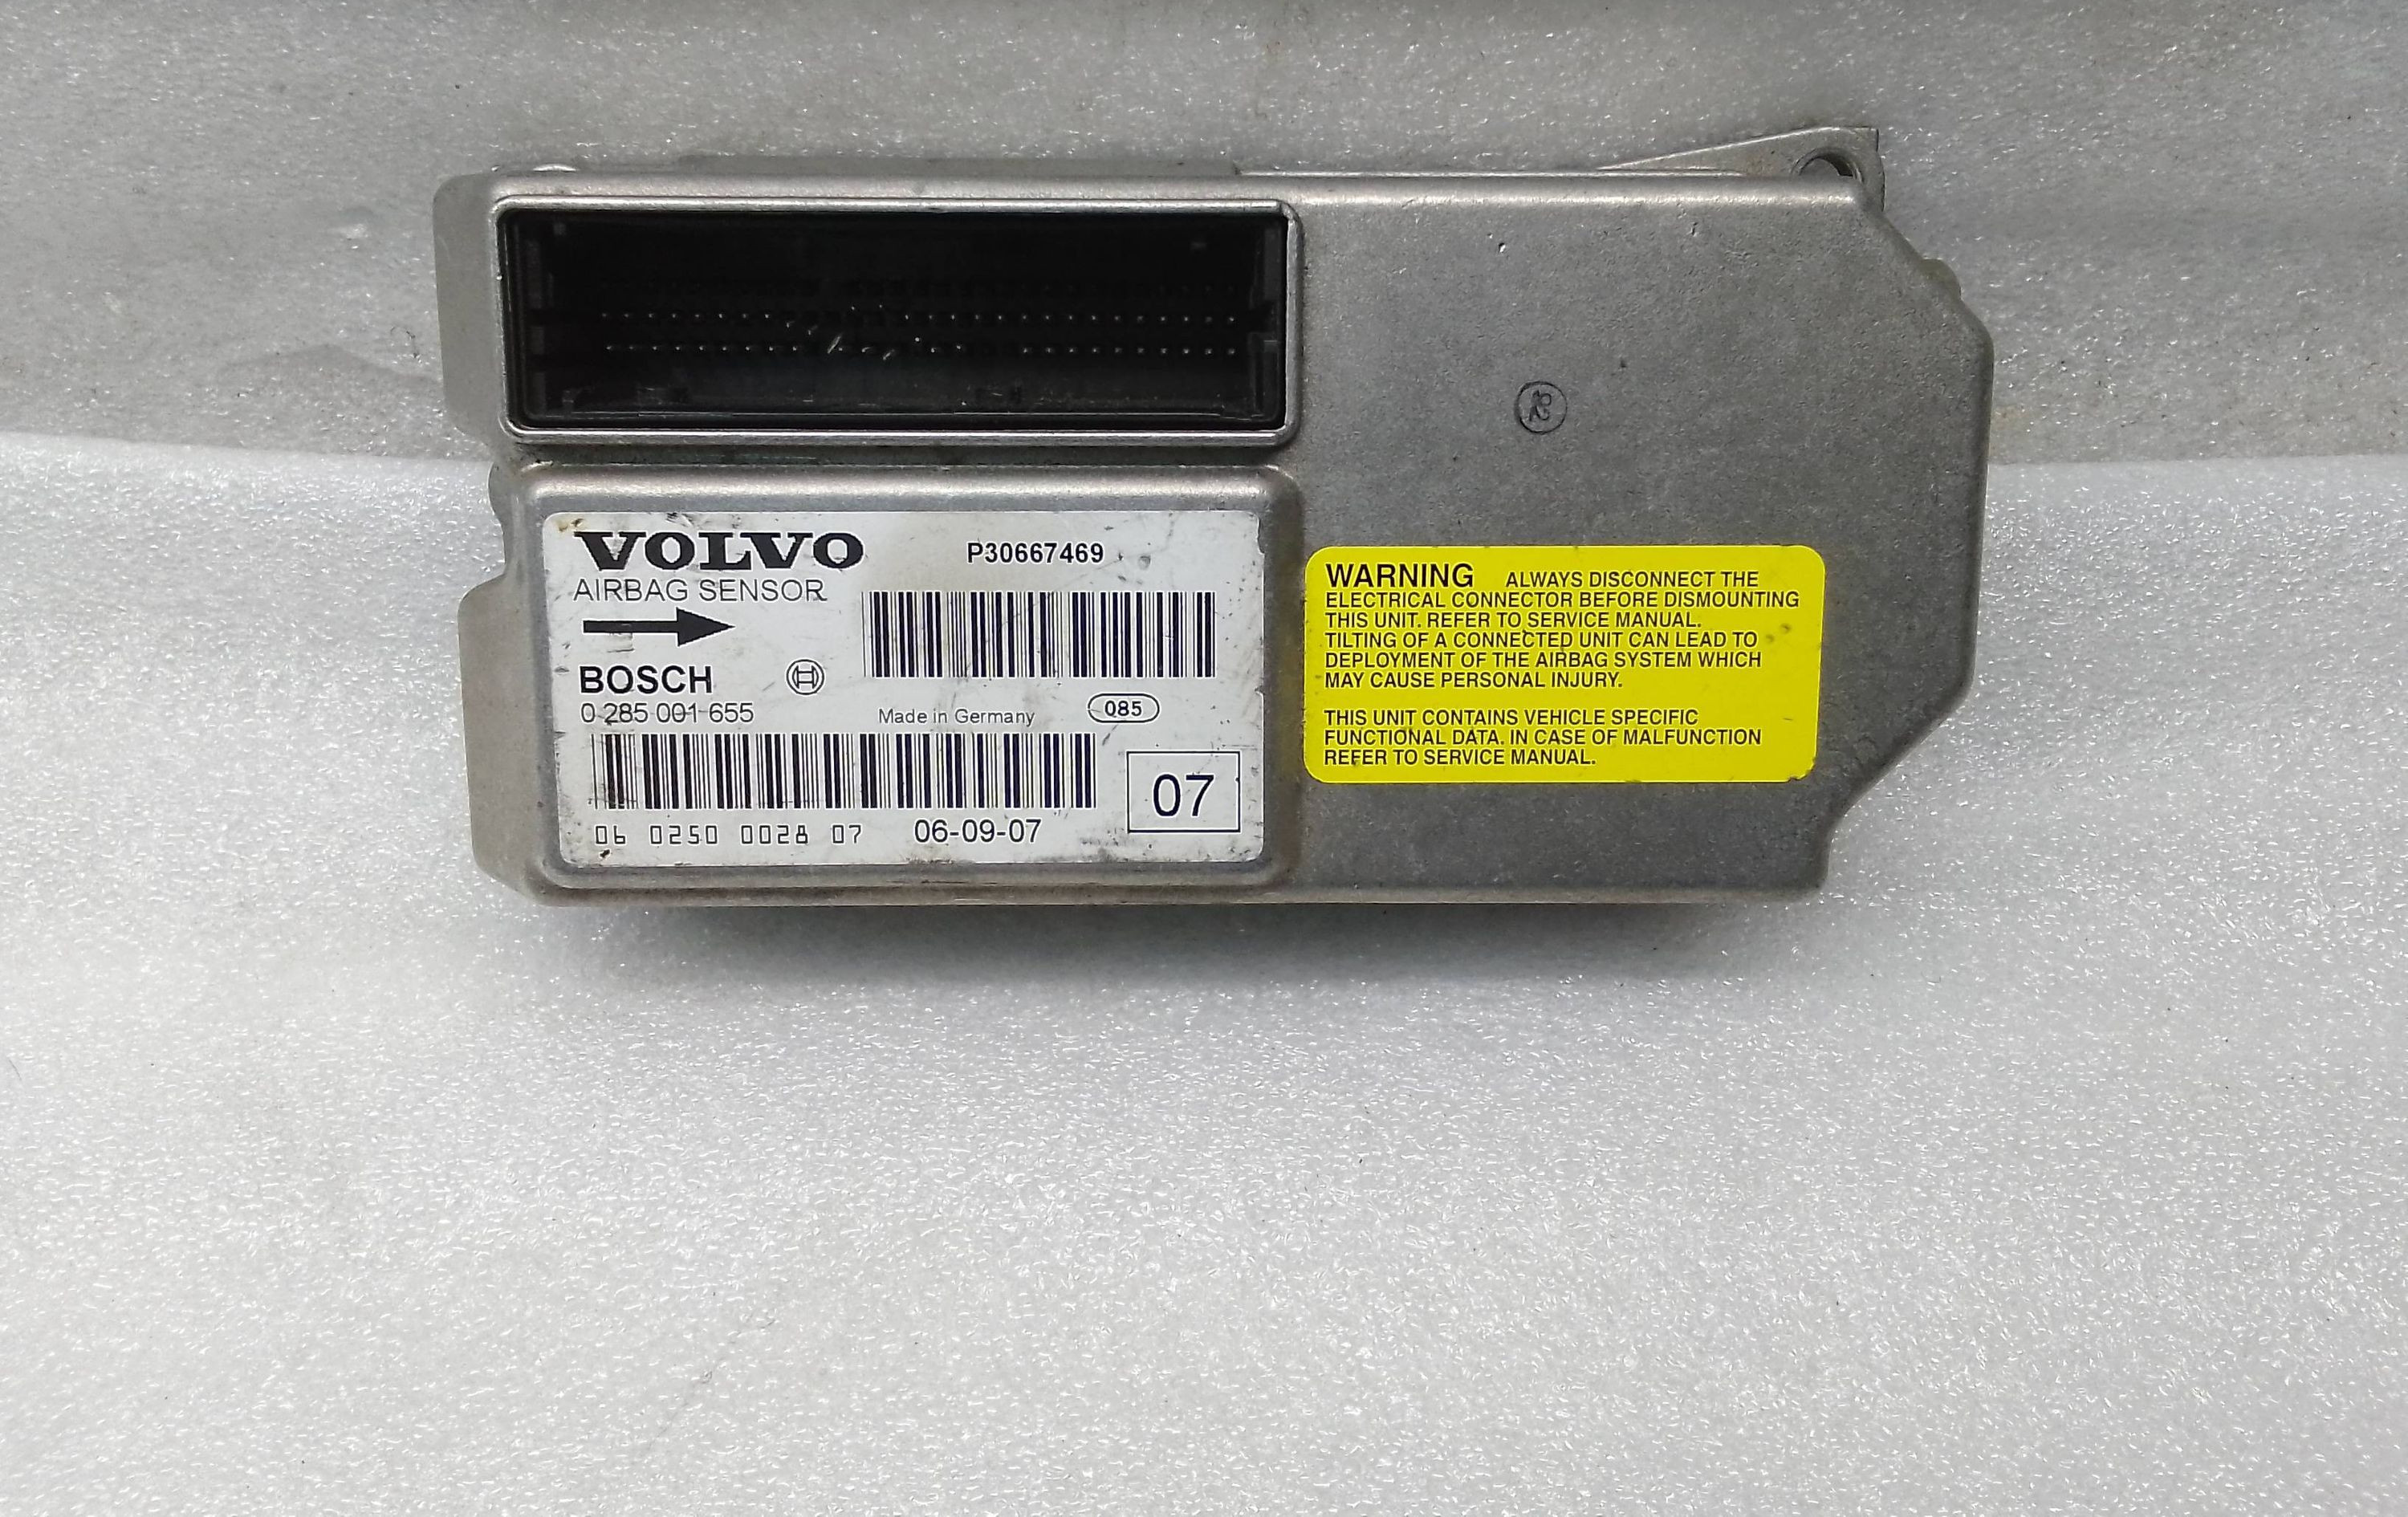 VOLVO
P30667469
AIRBAG SENSOR
BOSCH
0 285 001 655
Made in Germany
085
07
06 0250 0028 07
06-09-07
WARNING ALWAYS DISCONNECT THE
ELECTRICAL CONNECTOR BEFORE DISMOUNTING
THIS UNIT. REFER TO SERVICE MANUAL.
TILTING OF A CONNECTED UNIT CAN LEAD TO
DEPLOYMENT OF THE AIRBAG SYSTEM WHICH
MAY CAUSE PERSONAL INJURY.
THIS UNIT CONTAINS VEHICLE SPECIFIC
FUNCTIONAL DATA. IN CASE OF MALFUNCTION
REFER TO SERVICE MANUAL.